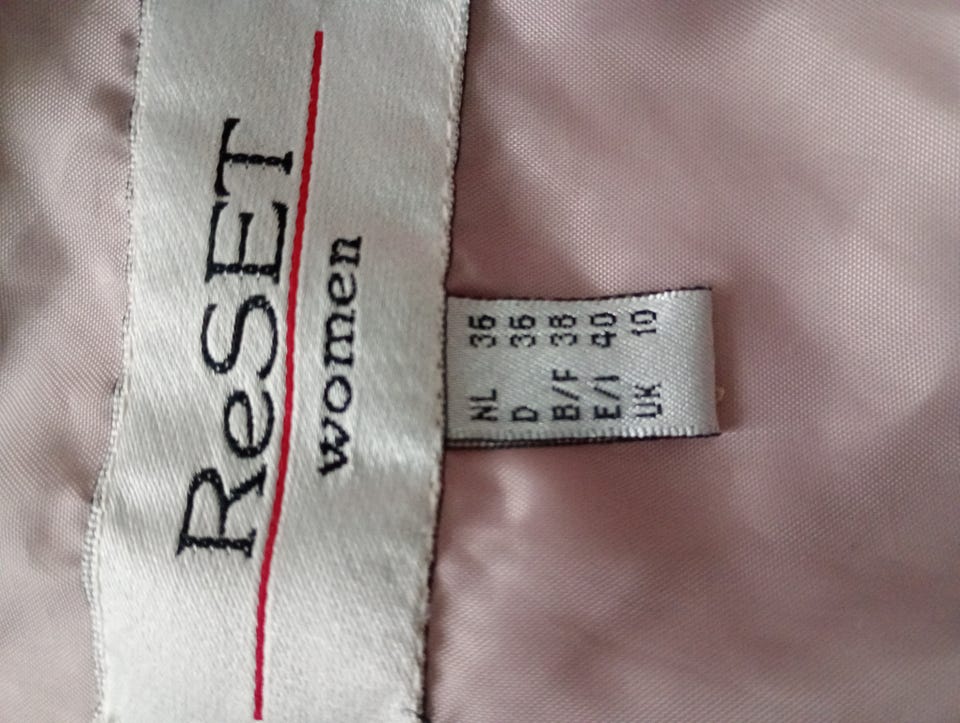 ReSET
women
NL 36
D 36
B/F 38
E/I 40
UK 10